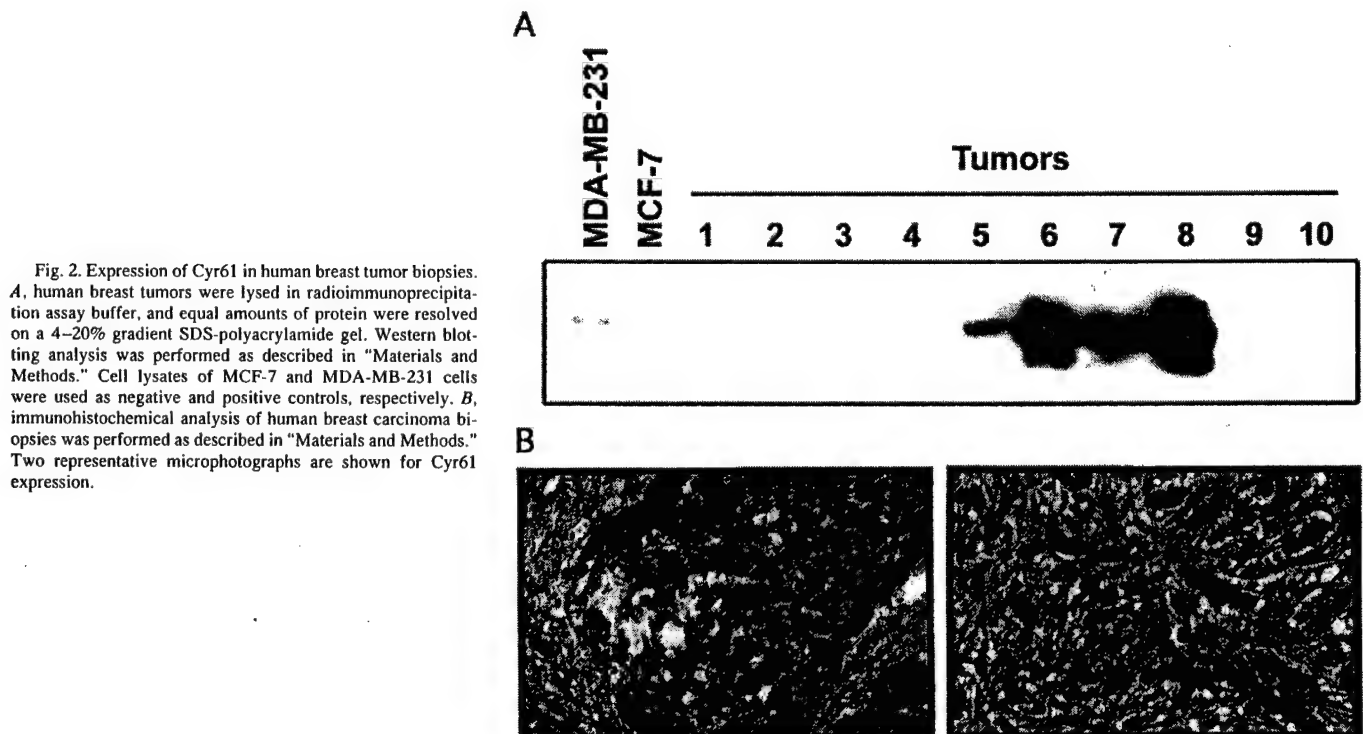 Fig. 2. Expression of Cyr61 in human breast tumor biopsies.
A, human breast tumors were lysed in radioimmunoprecipita-
tion assay buffer, and equal amounts of protein were resolved
on a 4–20% gradient SDS-polyacrylamide gel. Western blot-
ting analysis was performed as described in "Materials and
Methods." Cell lysates of MCF-7 and MDA-MB-231 cells
were used as negative and positive controls, respectively. B,
immunohistochemical analysis of human breast carcinoma bi-
opsies was performed as described in "Materials and Methods."
Two representative microphotographs are shown for Cyr61
expression.
A
MDA-MB-231
MCF-7
Tumors
1 2 3 4 5 6 7 8 9 10
B